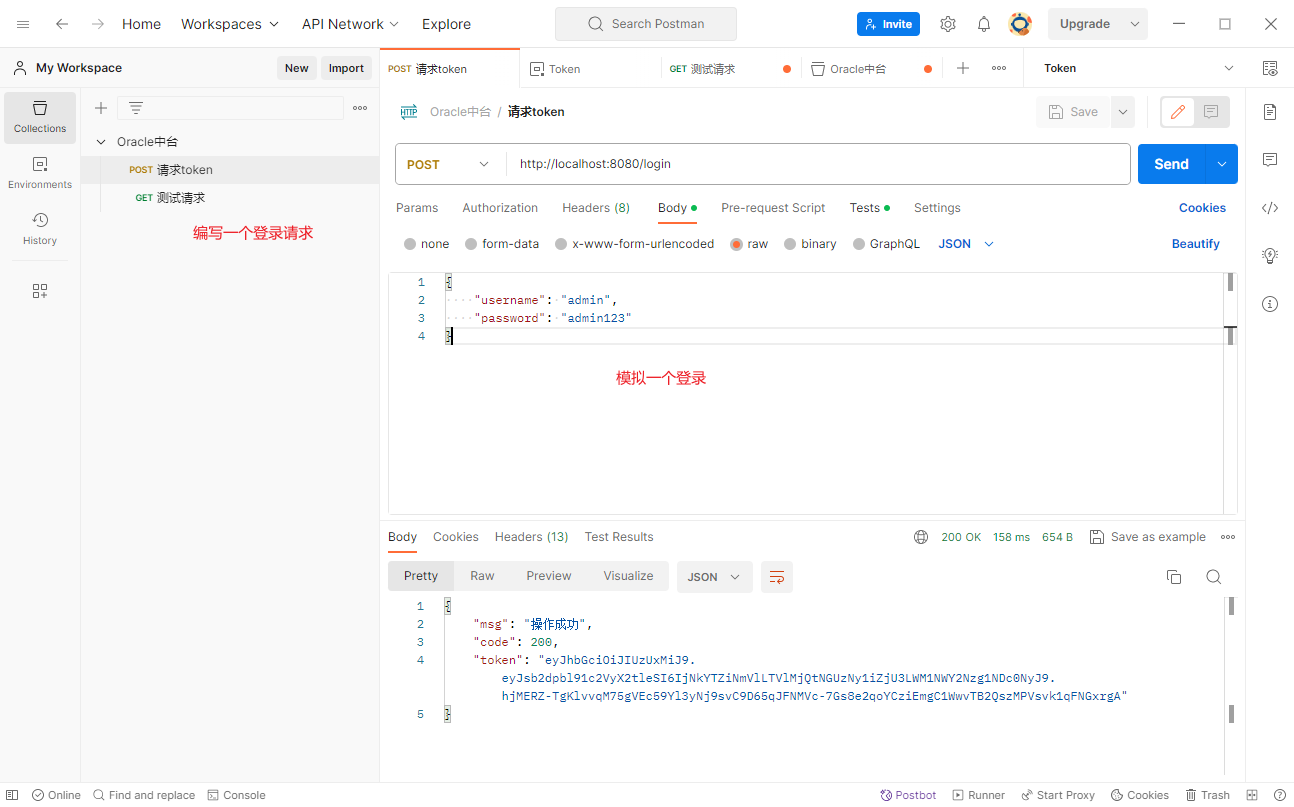 Home
Workspaces
API Network
Explore
Search Postman
Invite
Upgrade
My Workspace
New
Import
POST 请求token
Token
GET 测试请求
Oracle中台
Token
Collections
Environments
History
Oracle中台
POST 请求token
GET 测试请求
编写一个登录请求
HTTP
Oracle中台 / 请求token
Save
POST
http://localhost:8080/login
Send
Params
Authorization
Headers (8)
Body
Pre-request Script
Tests
Settings
Cookies
none
form-data
x-www-form-urlencoded
raw
binary
GraphQL
JSON
Beautify
1 {
2 ····"username":·"admin",
3 ····"password":·"admin123"
4 }
模拟一个登录
Body
Cookies
Headers (13)
Test Results
200 OK
158 ms
654 B
Save as example
Pretty
Raw
Preview
Visualize
JSON
1 {
2 "msg": "操作成功",
3 "code": 200,
4 "token": "eyJhbGciOiJIUzUxMiJ9.
eyJsb2dpbl91c2VyX2tleSI6IjNkYTZiNmVlLTVlMjQtNGUzNy1iZjU3LWM1NWY2Nzg1NDc0NyJ9.
hjMERZ-TgKlvvqM75gVEc59Yl3yNj9svC9D65qJFNMVc-7Gs8e2qoYCziEmgC1WwvTB2QszMPVsvk1qFNGxrgA"
5 }
Online
Find and replace
Console
Postbot
Runner
Start Proxy
Cookies
Trash